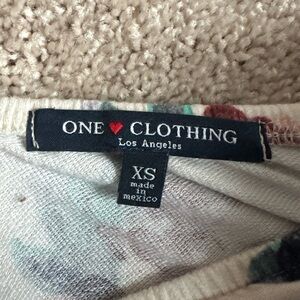 ONE ♥ CLOTHING
Los Angeles
XS
made in
mexico